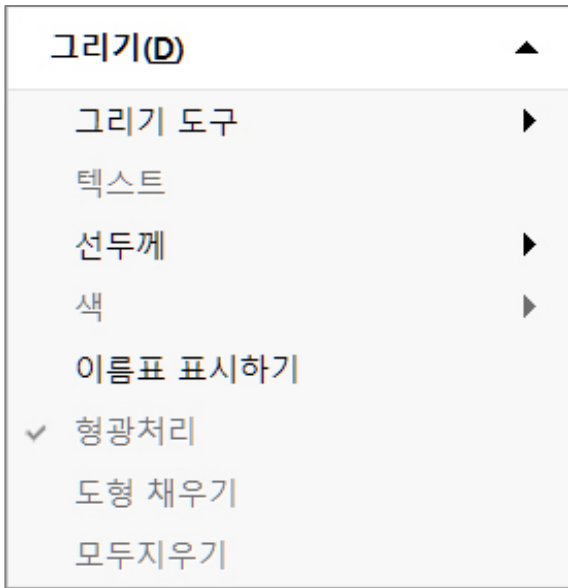 그리기(D)
그리기 도구
텍스트
선두께
색
이름표 표시하기
형광처리
도형 채우기
모두지우기